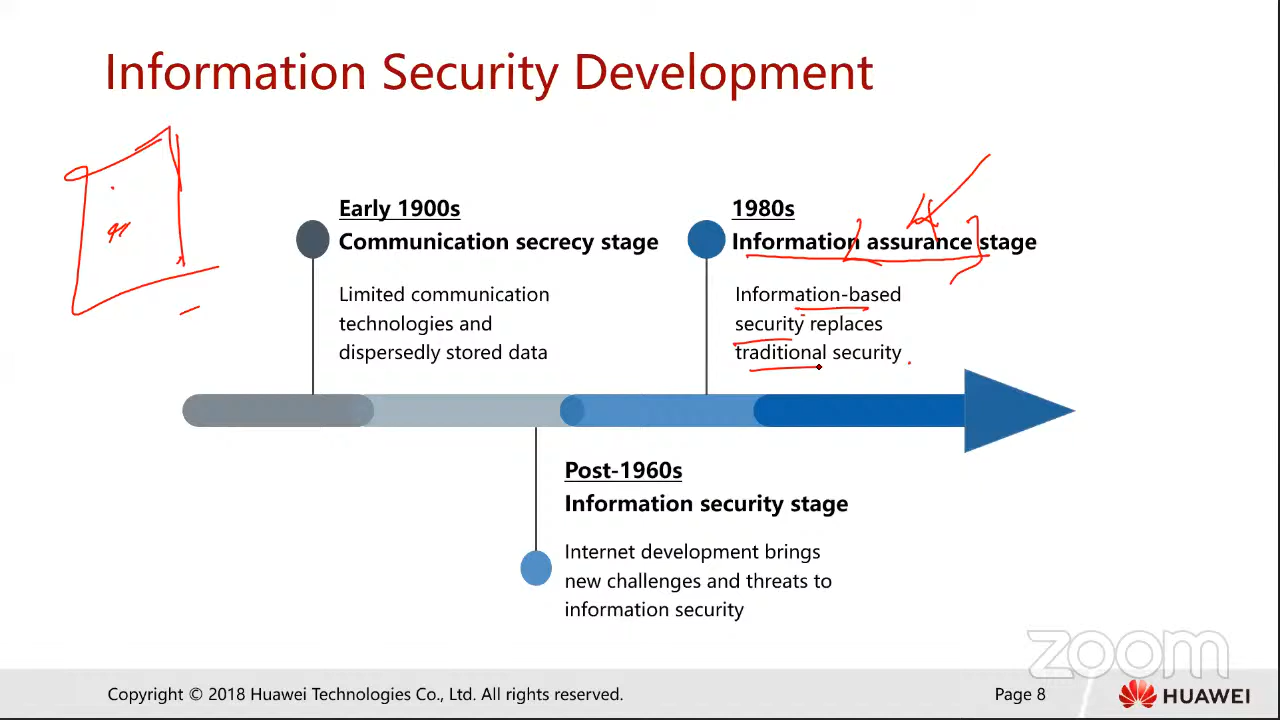 Information Security Development
Early 1900s
Communication secrecy stage
Limited communication
technologies and
dispersedly stored data
1980s
Information assurance stage
Information-based
security replaces
traditional security
Post-1960s
Information security stage
Internet development brings
new challenges and threats to
information security
zoom
Copyright © 2018 Huawei Technologies Co., Ltd. All rights reserved.
Page 8
HUAWEI